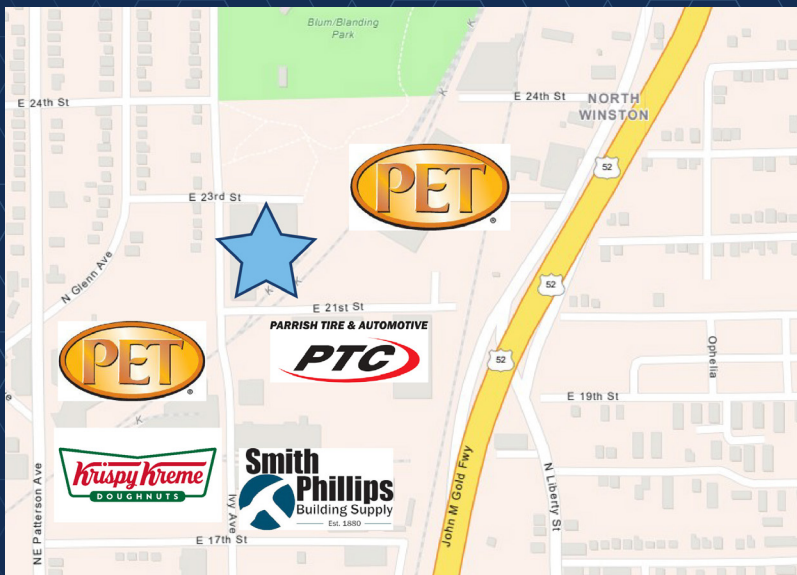 Blum/Blanding
Park
E 24th St
E 24th St
NORTH
WINSTON
52
PET
®
E 23rd St
N Glenn Ave
52
E 21st St
PARRISH TIRE & AUTOMOTIVE
PTC
PET
®
52
Ophelia
E 19th St
Krispy Kreme
DOUGHNUTS
Smith
Phillips
Building Supply
Est. 1880
NE Patterson Ave
Ivy Ave
John M Gold Fwy
N Liberty St
E 17th St